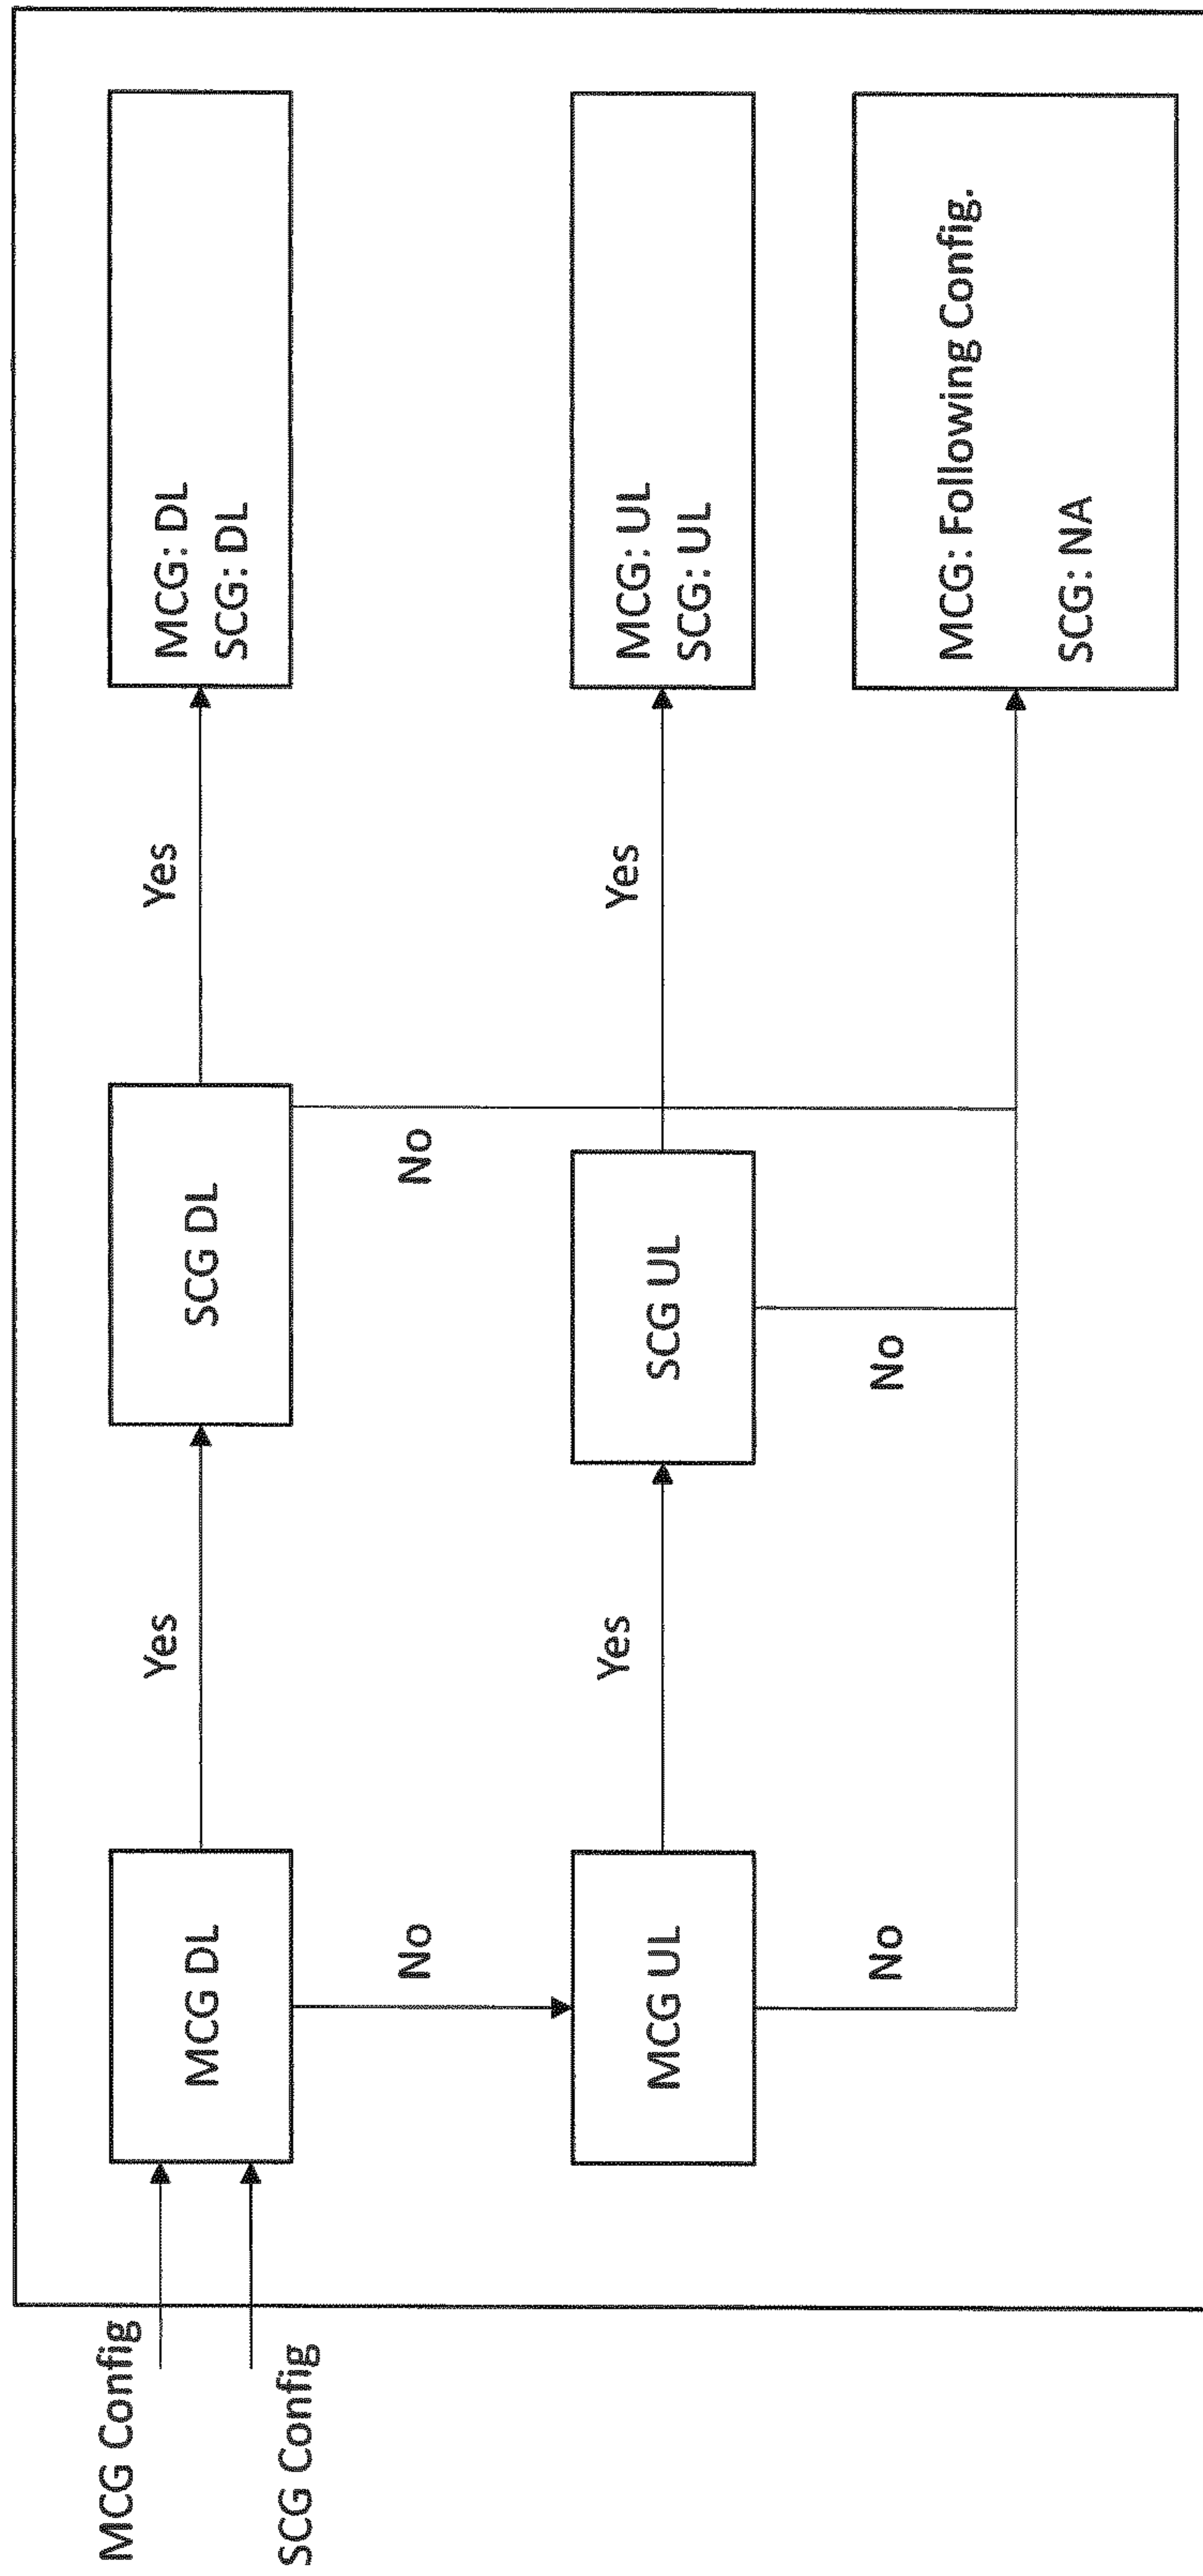 MCG Config
SCG Config
MCG DL
Yes
SCG DL
Yes
MCG: DL
SCG: DL
No
No
MCG UL
Yes
SCG UL
Yes
MCG: UL
SCG: UL
No
No
MCG: Following Config.
SCG: NA